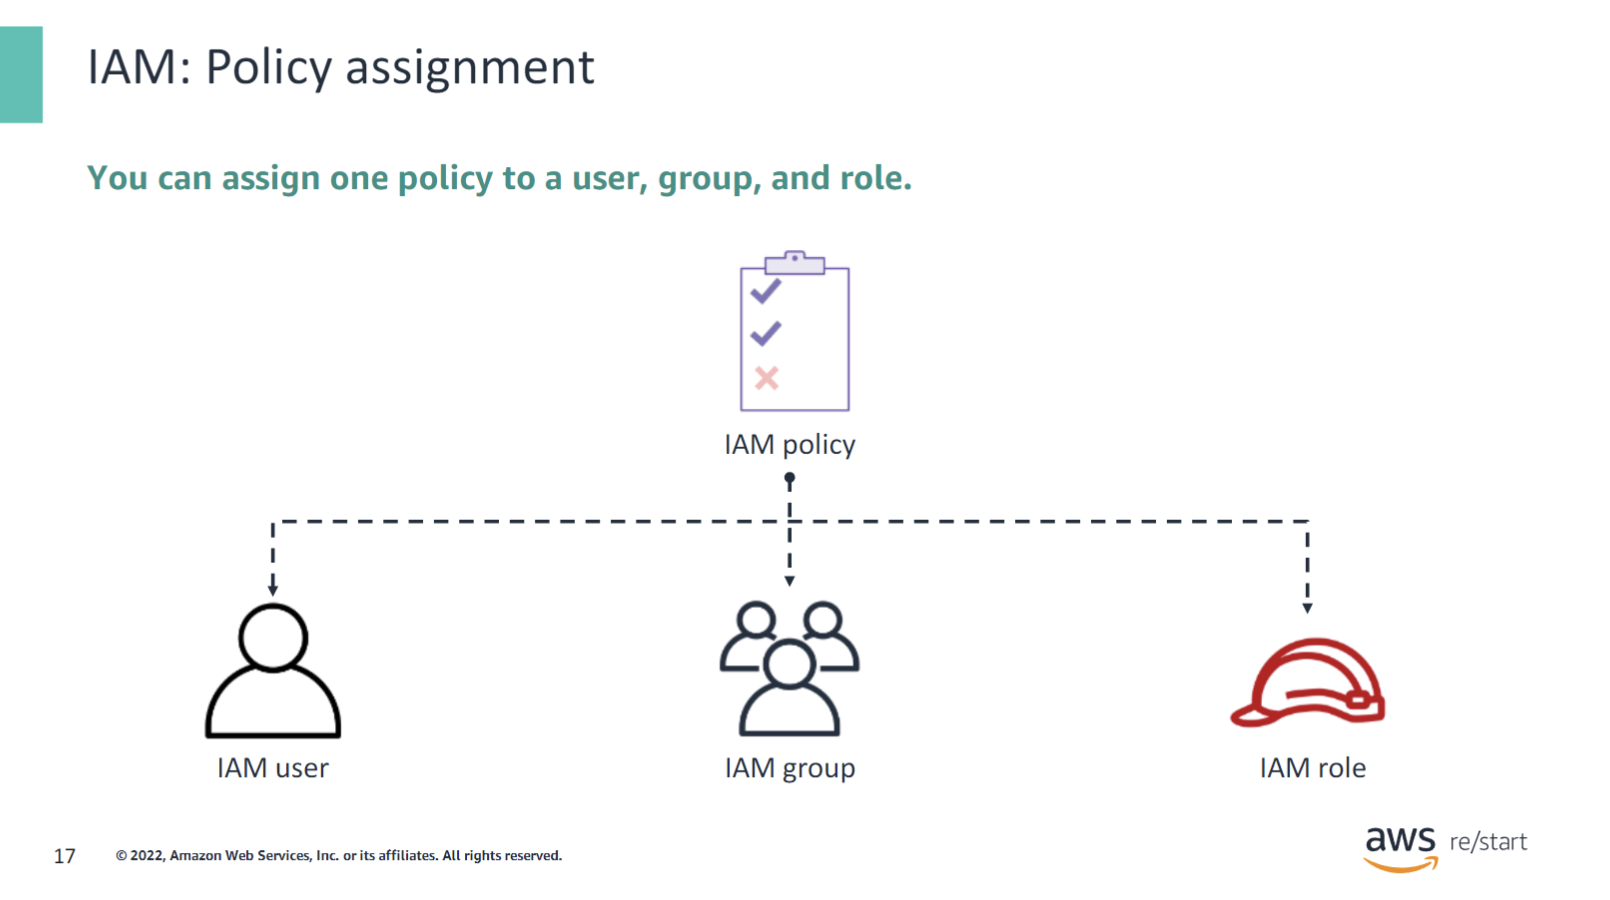 IAM: Policy assignment
You can assign one policy to a user, group, and role.
IAM policy
IAM user
IAM group
IAM role
17
© 2022, Amazon Web Services, Inc. or its affiliates. All rights reserved.
aws re/start